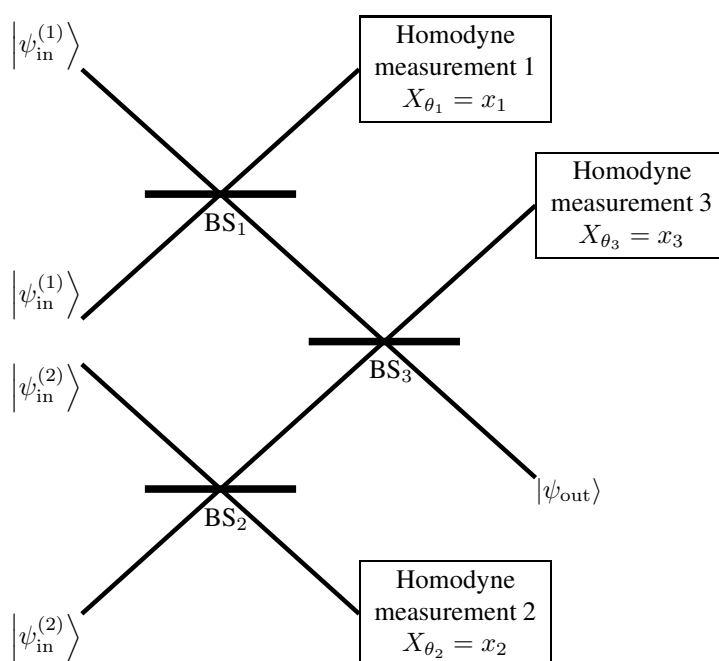 |ψ_in^(1)⟩
Homodyne
measurement 1
X_θ₁ = x₁
Homodyne
measurement 3
X_θ₃ = x₃
BS₁
|ψ_in^(1)⟩
|ψ_in^(2)⟩
BS₃
|ψ_out⟩
BS₂
Homodyne
measurement 2
X_θ₂ = x₂
|ψ_in^(2)⟩